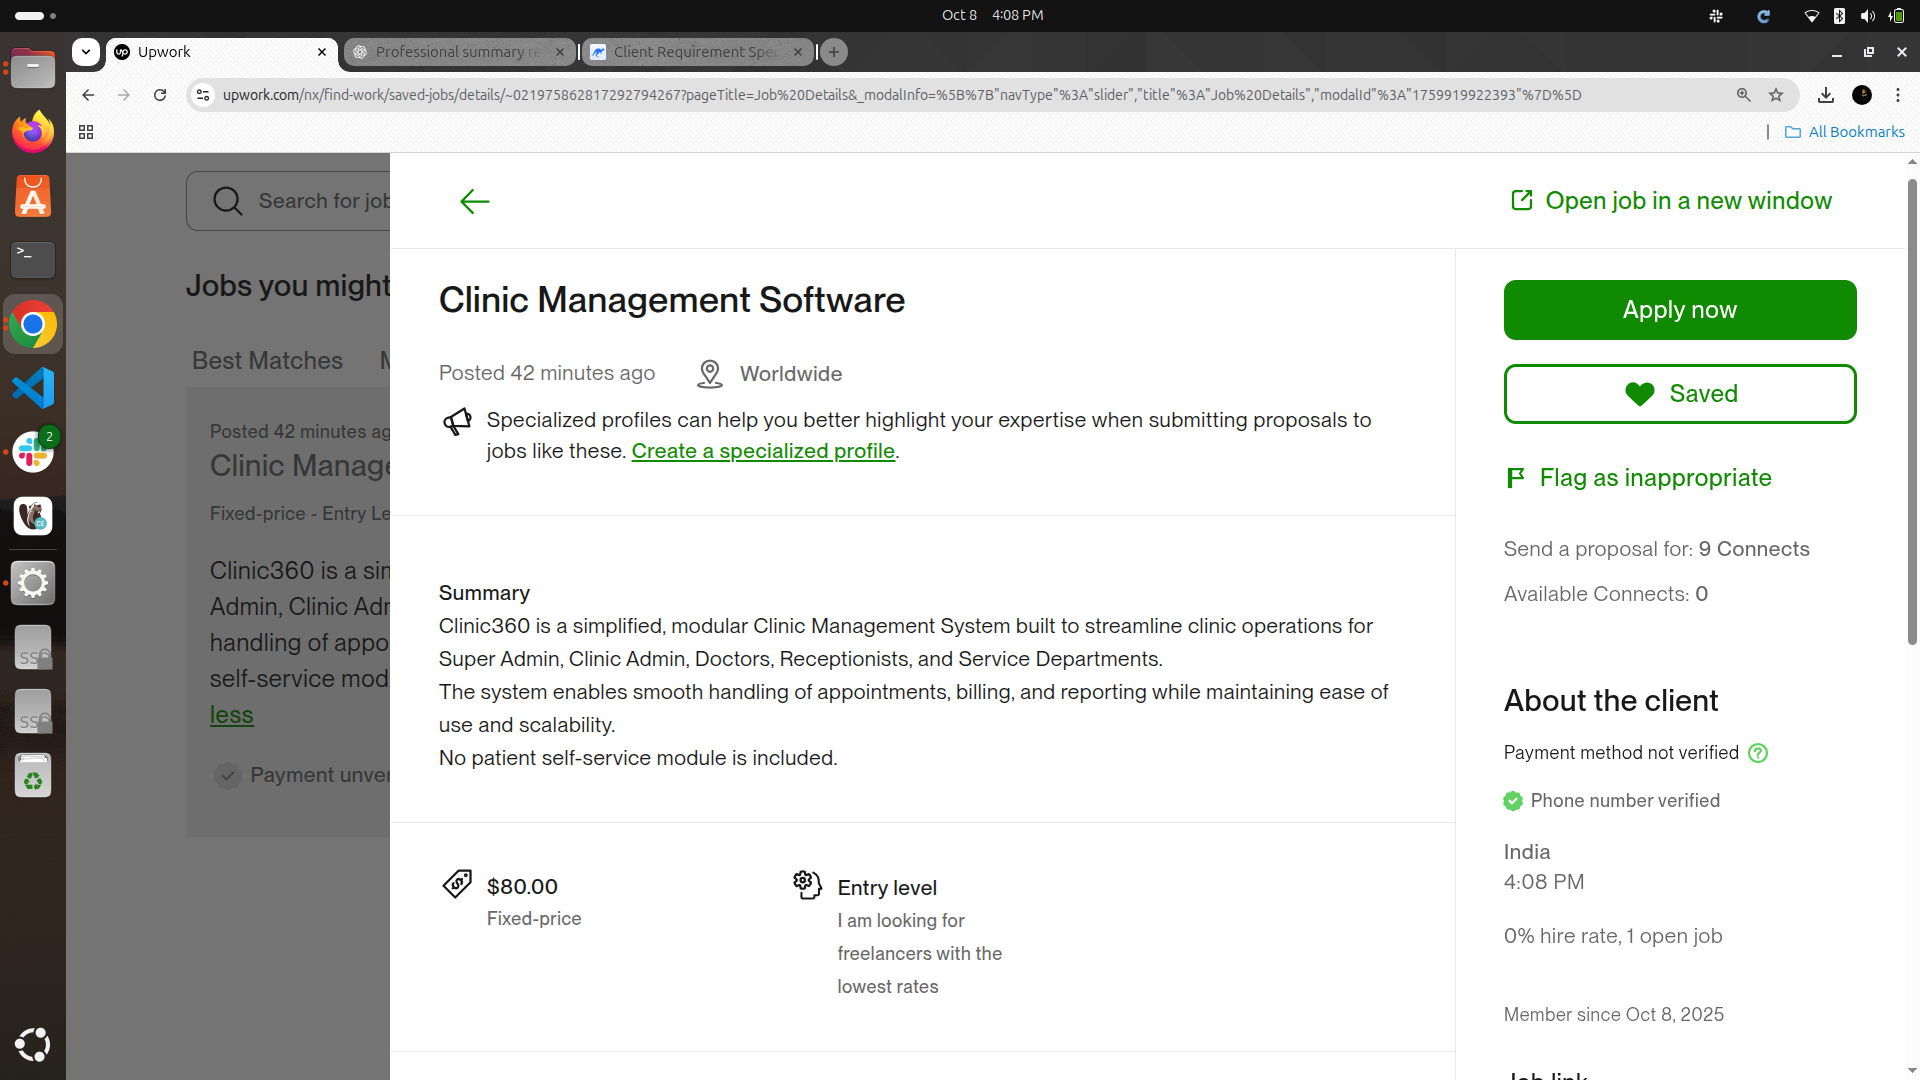 Oct 8 4:08 PM
Upwork
Professional summary re
Client Requirement Spec
upwork.com/nx/find-work/saved-jobs/details/~021975862817292794267?pageTitle=Job%20Details&_modalInfo=%5B%7B"navType"%3A"slider","title"%3A"Job%20Details","modalId"%3A"1759919922393"%7D%5D
All Bookmarks
Search for job
Open job in a new window
Jobs you might
Best Matches
Posted 42 minutes ag
Clinic Manage
Fixed-price - Entry Le
Clinic360 is a sim
Admin, Clinic Adr
handling of appo
self-service mod
less
Payment unver
Clinic Management Software
Posted 42 minutes ago
Worldwide
Specialized profiles can help you better highlight your expertise when submitting proposals to
jobs like these. Create a specialized profile.
Summary
Clinic360 is a simplified, modular Clinic Management System built to streamline clinic operations for
Super Admin, Clinic Admin, Doctors, Receptionists, and Service Departments.
The system enables smooth handling of appointments, billing, and reporting while maintaining ease of
use and scalability.
No patient self-service module is included.
$80.00
Fixed-price
Entry level
I am looking for
freelancers with the
lowest rates
Apply now
Saved
Flag as inappropriate
Send a proposal for: 9 Connects
Available Connects: 0
About the client
Payment method not verified
Phone number verified
India
4:08 PM
0% hire rate, 1 open job
Member since Oct 8, 2025
Job link
2